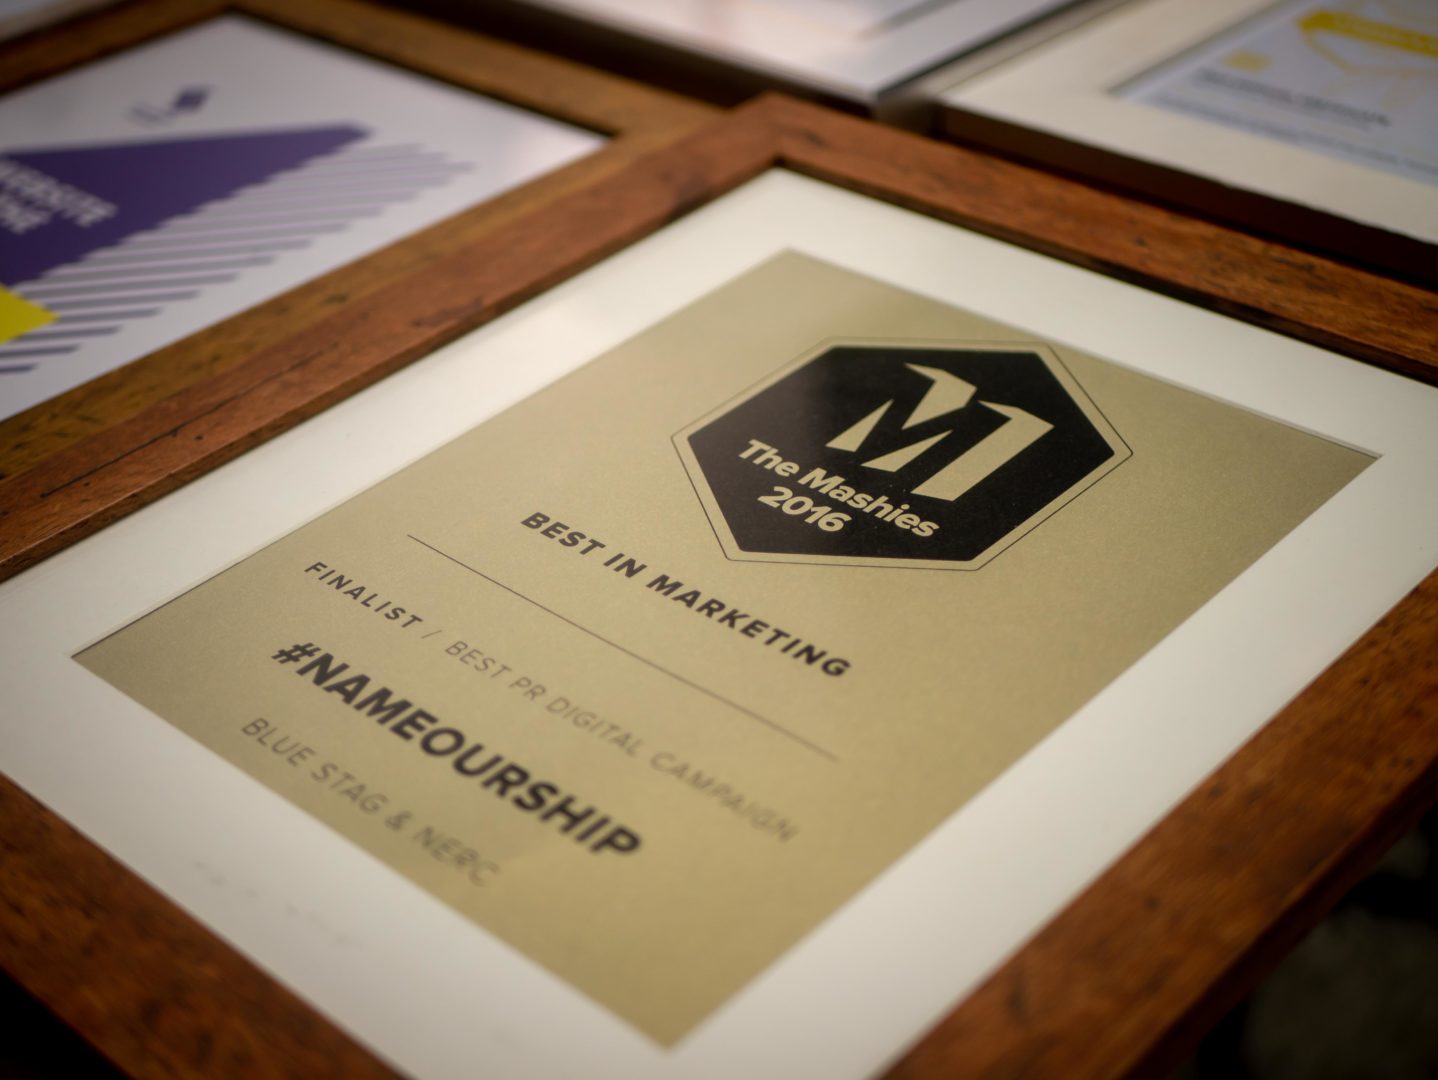 The Mashies
2016
BEST IN MARKETING
FINALIST / BEST PR DIGITAL CAMPAIGN
#NAMEOURSHIP
BLUE STAG & NERC